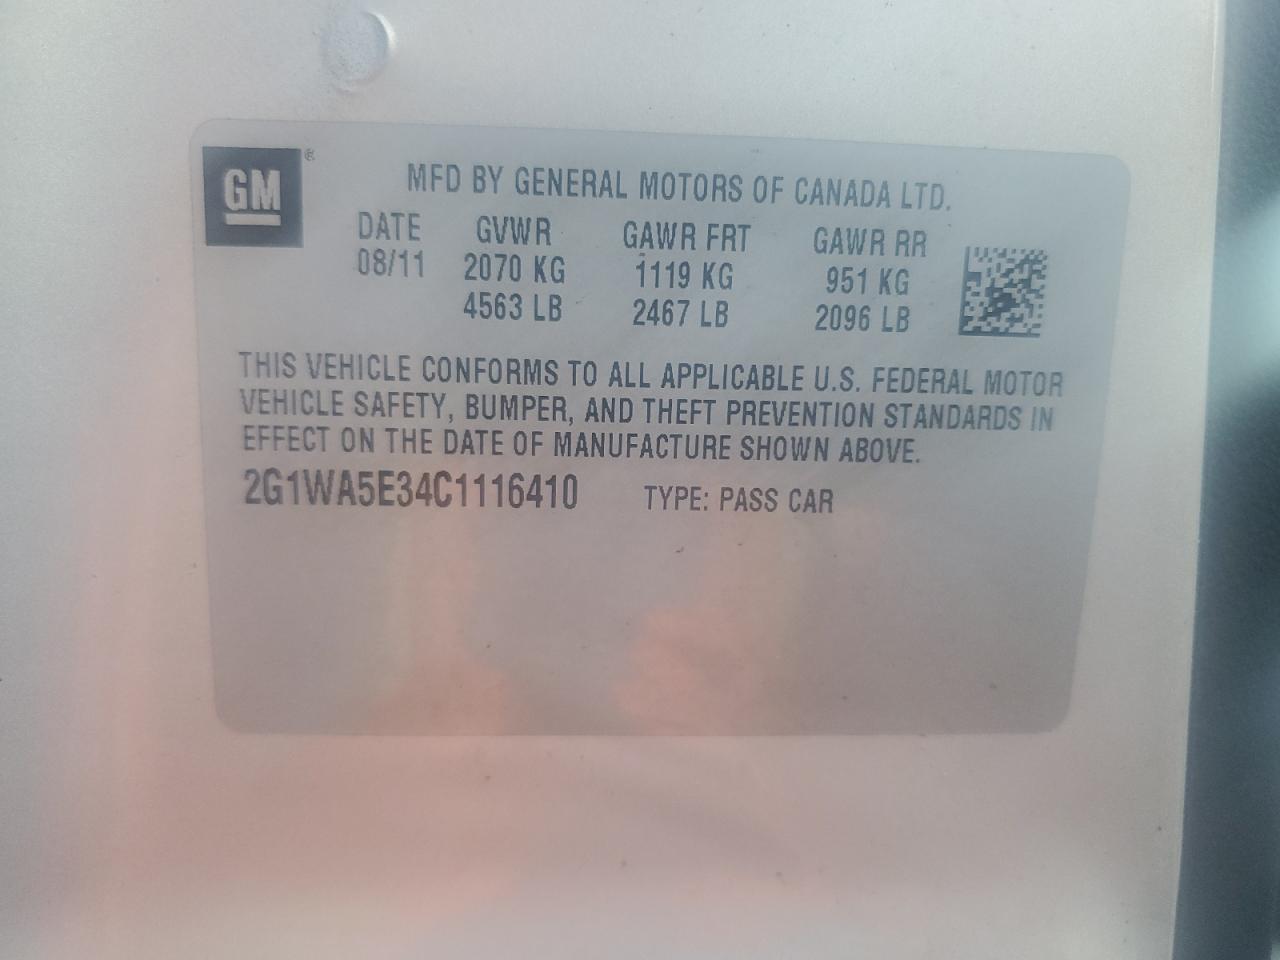 GM ®
MFD BY GENERAL MOTORS OF CANADA LTD.
DATE GVWR GAWR FRT GAWR RR
08/11 2070 KG 1119 KG 951 KG
4563 LB 2467 LB 2096 LB
THIS VEHICLE CONFORMS TO ALL APPLICABLE U.S. FEDERAL MOTOR
VEHICLE SAFETY, BUMPER, AND THEFT PREVENTION STANDARDS IN
EFFECT ON THE DATE OF MANUFACTURE SHOWN ABOVE.
2G1WA5E34C1116410 TYPE: PASS CAR